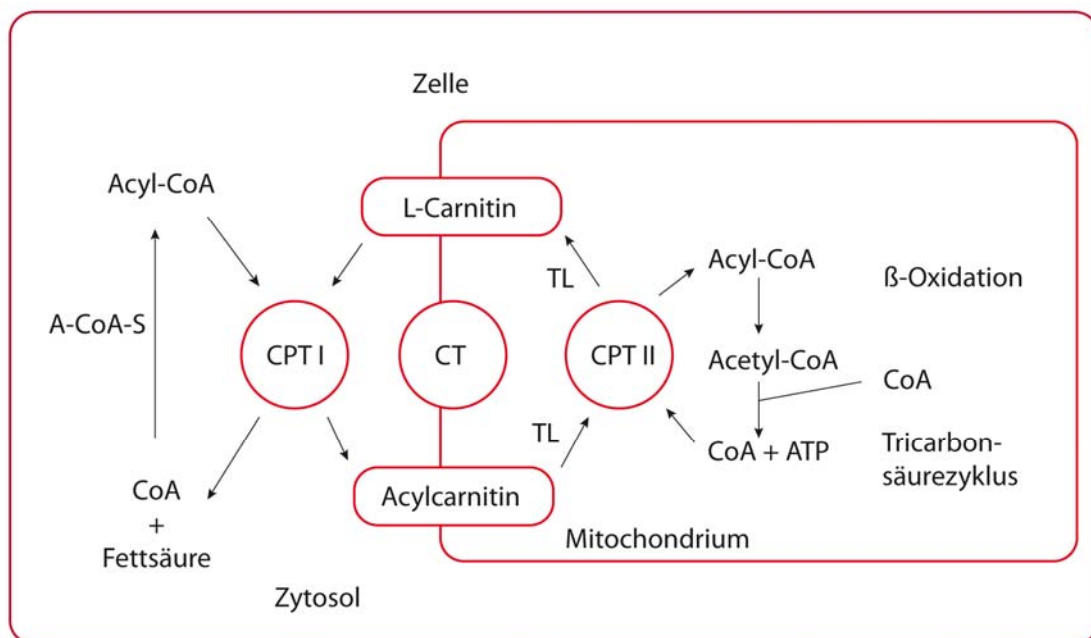 Zelle
Acyl-CoA
L-Carnitin
TL
Acyl-CoA
ß-Oxidation
A-CoA-S
CPT I
CT
CPT II
Acetyl-CoA
CoA
TL
CoA + ATP
Tricarbon-
säurezyklus
CoA
+
Fettsäure
Acylcarnitin
Mitochondrium
Zytosol